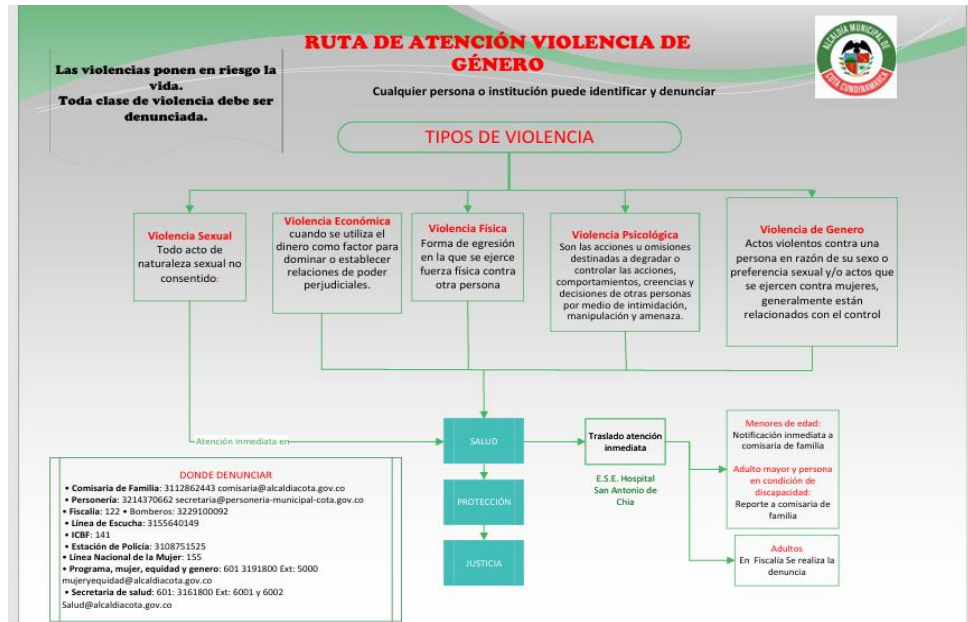 RUTA DE ATENCIÓN VIOLENCIA DE
GÉNERO
ALCALDÍA MUNICIPAL DE
COTA CUNDINAMARCA
Las violencias ponen en riesgo la
vida.
Toda clase de violencia debe ser
denunciada.
Cualquier persona o institución puede identificar y denunciar
TIPOS DE VIOLENCIA
Violencia Sexual
Todo acto de
naturaleza sexual no
consentido:
Violencia Económica
cuando se utiliza el
dinero como factor para
dominar o establecer
relaciones de poder
perjudiciales.
Violencia Física
Forma de egresión
en la que se ejerce
fuerza física contra
otra persona
Violencia Psicológica
Son las acciones u omisiones
destinadas a degradar o
controlar las acciones,
comportamientos, creencias y
decisiones de otras personas
por medio de intimidación,
manipulación y amenaza.
Violencia de Genero
Actos violentos contra una
persona en razón de su sexo o
preferencia sexual y/o actos que
se ejercen contra mujeres,
generalmente están
relacionados con el control
Atención inmediata en
SALUD
PROTECCIÓN
JUSTICIA
Traslado atención
inmediata
E.S.E. Hospital
San Antonio de
Chía
Menores de edad:
Notificación inmediata a
comisaria de familia
Adulto mayor y persona
en condición de
discapacidad:
Reporte a comisaria de
familia
Adultos
En Fiscalía Se realiza la
denuncia
DONDE DENUNCIAR
• Comisaria de Familia: 3112862443 comisaria@alcaldiacota.gov.co
• Personería: 3214370662 secretaria@personeria-municipal-cota.gov.co
• Fiscalía: 122 • Bomberos: 3229100092
• Línea de Escucha: 3155640149
• ICBF: 141
• Estación de Policía: 3108751525
• Línea Nacional de la Mujer: 155
• Programa, mujer, equidad y genero: 601 3191800 Ext: 5000
mujeryequidad@alcaldiacota.gov.co
• Secretaria de salud: 601: 3161800 Ext: 6001 y 6002
Salud@alcaldiacota.gov.co